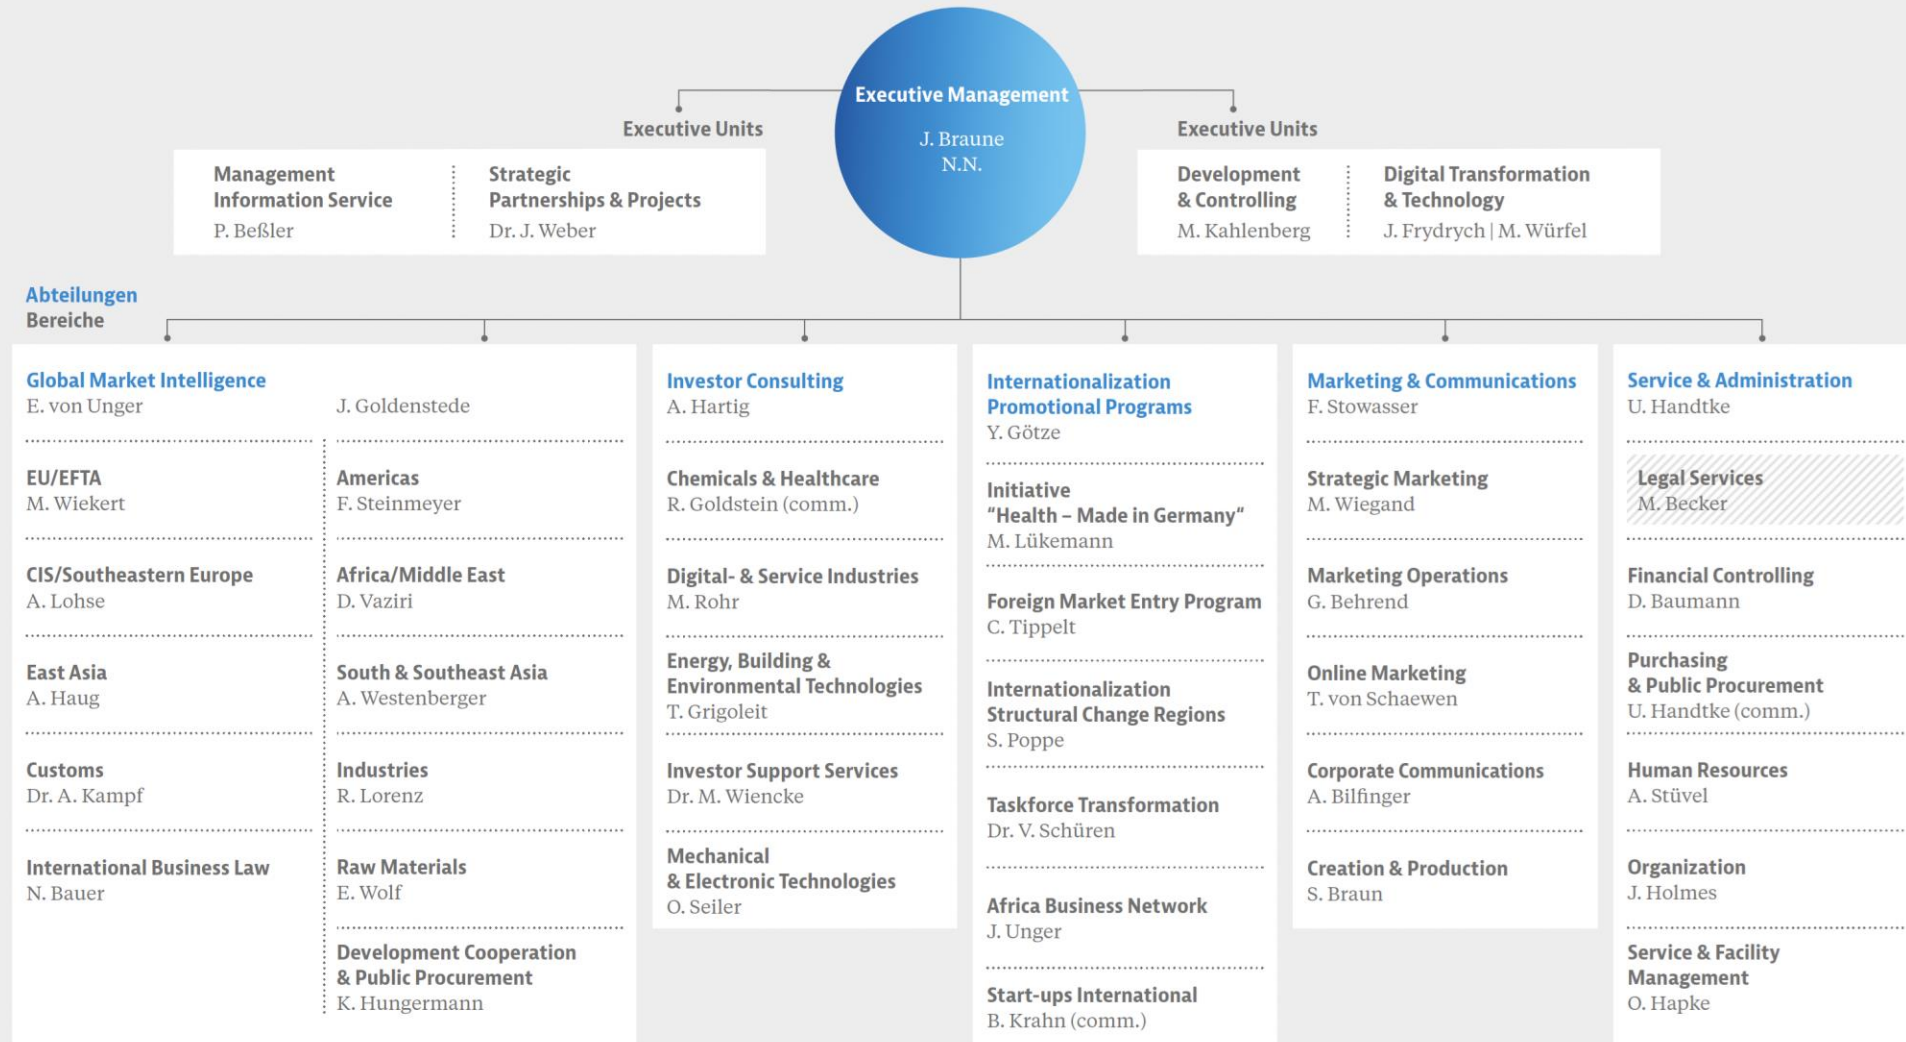 Executive Management
J. Braune
N.N.
Executive Units
Management
Information Service
P. Beßler
Strategic
Partnerships & Projects
Dr. J. Weber
Executive Units
Development
& Controlling
M. Kahlenberg
Digital Transformation
& Technology
J. Frydrych | M. Würfel
Abteilungen
Bereiche
Global Market Intelligence
E. von Unger
EU/EFTA
M. Wiekert
CIS/Southeastern Europe
A. Lohse
East Asia
A. Haug
Customs
Dr. A. Kampf
International Business Law
N. Bauer
J. Goldenstede
Americas
F. Steinmeyer
Africa/Middle East
D. Vaziri
South & Southeast Asia
A. Westenberger
Industries
R. Lorenz
Raw Materials
E. Wolf
Development Cooperation
& Public Procurement
K. Hungermann
Investor Consulting
A. Hartig
Chemicals & Healthcare
R. Goldstein (comm.)
Digital- & Service Industries
M. Rohr
Energy, Building &
Environmental Technologies
T. Grigoleit
Investor Support Services
Dr. M. Wiencke
Mechanical
& Electronic Technologies
O. Seiler
Internationalization
Promotional Programs
Y. Götze
Initiative
“Health – Made in Germany“
M. Lükemann
Foreign Market Entry Program
C. Tippelt
Internationalization
Structural Change Regions
S. Poppe
Taskforce Transformation
Dr. V. Schüren
Africa Business Network
J. Unger
Start-ups International
B. Krahn (comm.)
Marketing & Communications
F. Stowasser
Strategic Marketing
M. Wiegand
Marketing Operations
G. Behrend
Online Marketing
T. von Schaewen
Corporate Communications
A. Bilfinger
Creation & Production
S. Braun
Service & Administration
U. Handtke
Legal Services
M. Becker
Financial Controlling
D. Baumann
Purchasing
& Public Procurement
U. Handtke (comm.)
Human Resources
A. Stüvel
Organization
J. Holmes
Service & Facility
Management
O. Hapke